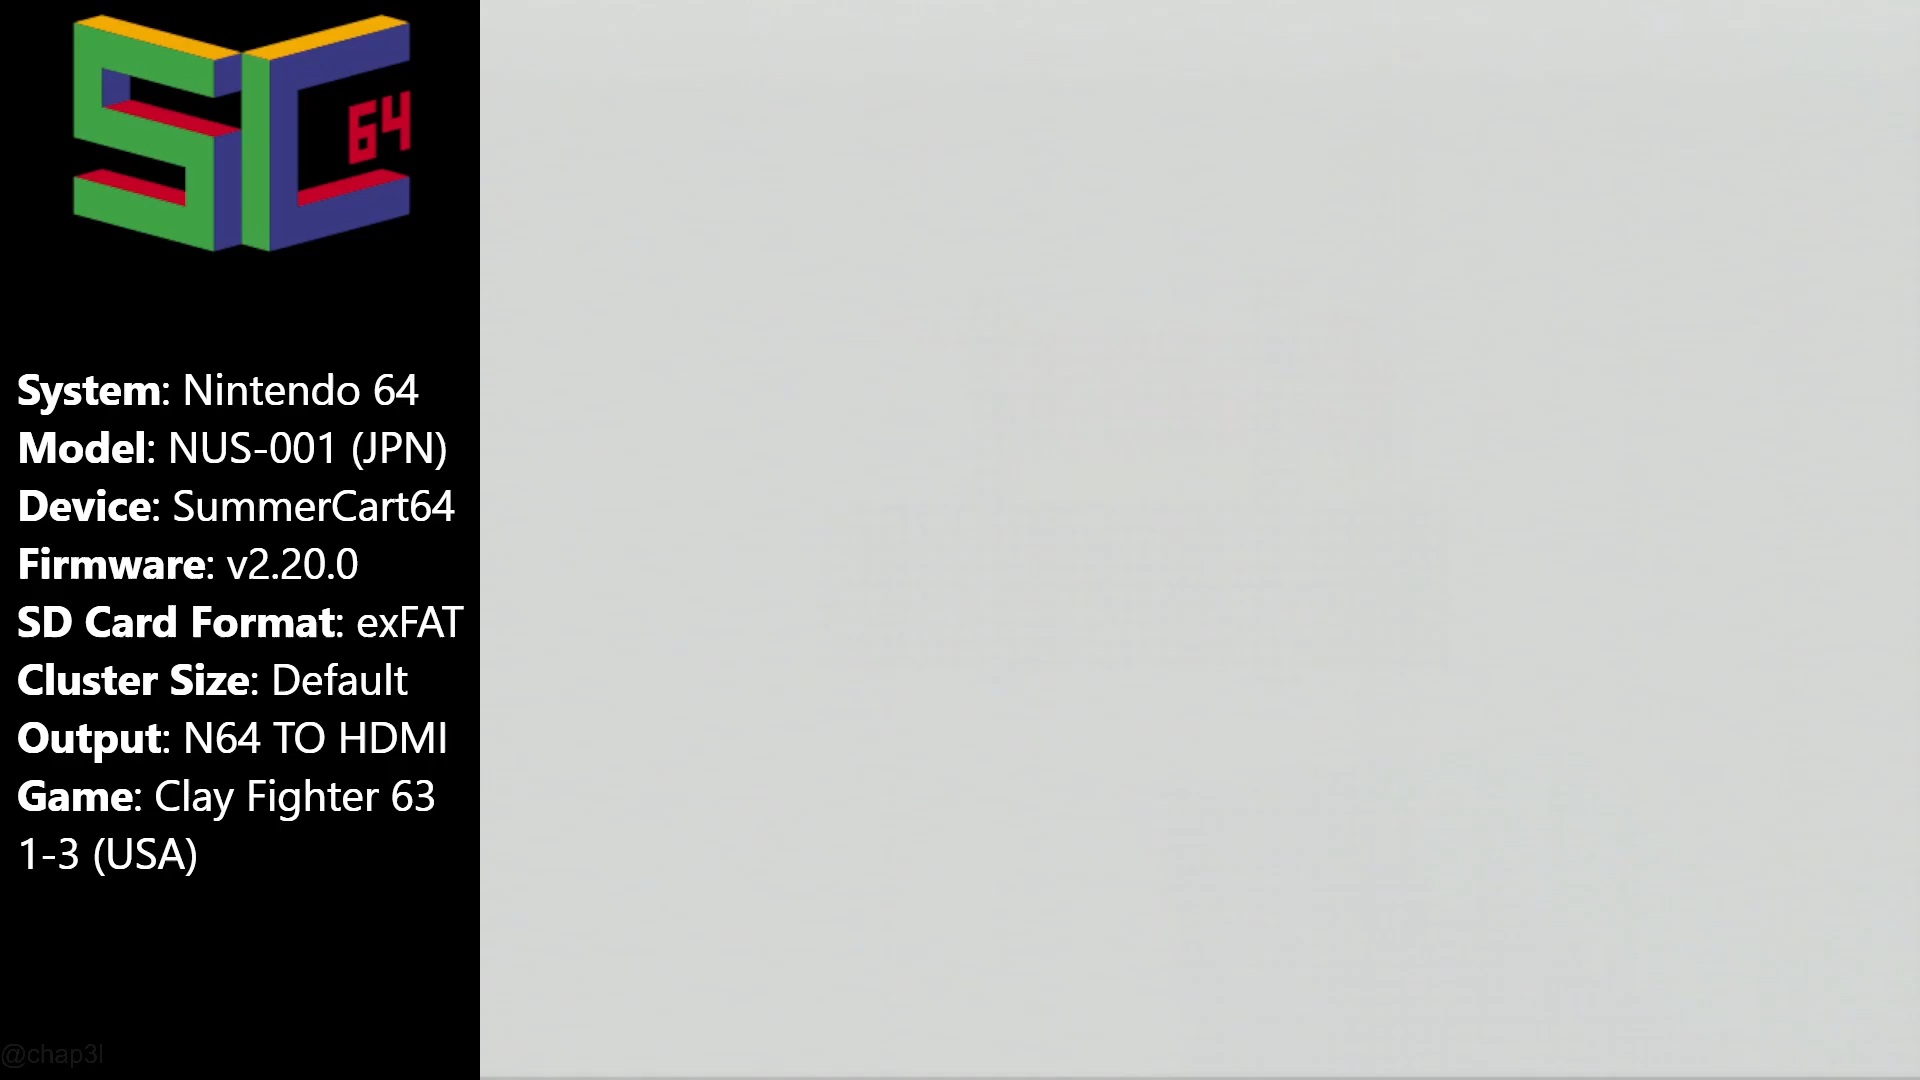 SC
64
System: Nintendo 64
Model: NUS-001 (JPN)
Device: SummerCart64
Firmware: v2.20.0
SD Card Format: exFAT
Cluster Size: Default
Output: N64 TO HDMI
Game: Clay Fighter 63
1-3 (USA)
@chap3l